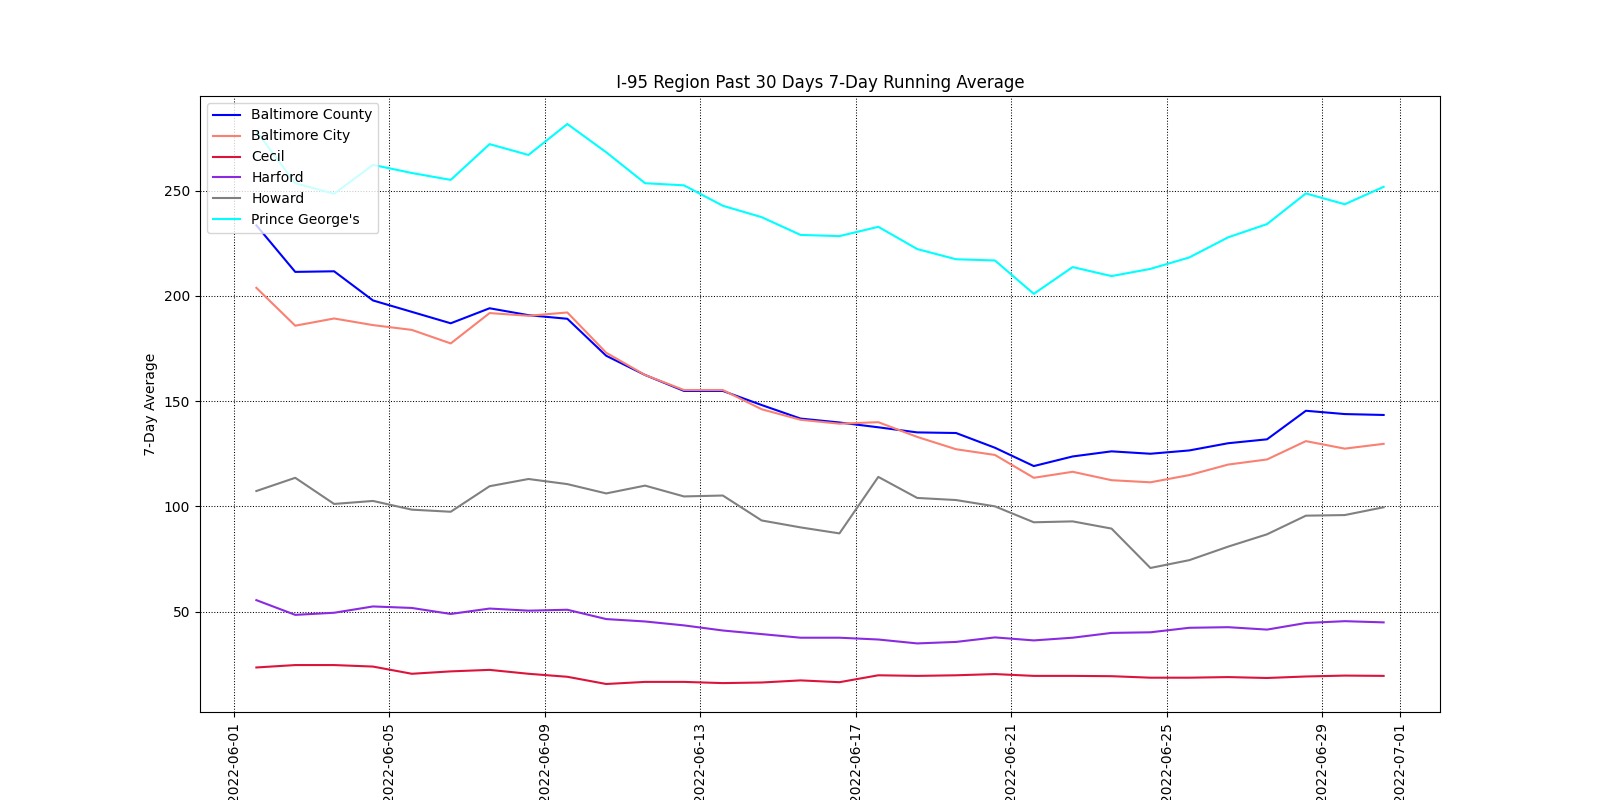 I-95 Region Past 30 Days 7-Day Running Average
Baltimore County
Baltimore City
Cecil
Harford
Howard
Prince George's
7-Day Average
250
200
150
100
50
2022-06-01
2022-06-05
2022-06-09
2022-06-13
2022-06-17
2022-06-21
2022-06-25
2022-06-29
2022-07-01